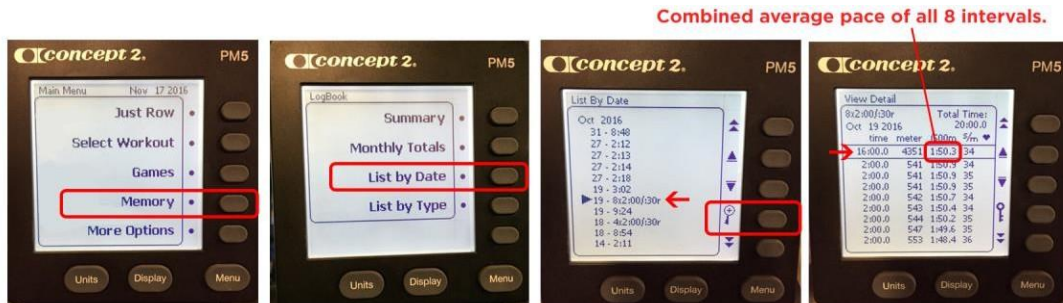 Combined average pace of all 8 intervals.
concept 2.
PM5
Main Menu Nov 17 2016
Just Row
Select Workout
Games
Memory
More Options
Units Display Menu
concept 2.
PM5
LogBook
Summary
Monthly Totals
List by Date
List by Type
Units Display Menu
concept 2.
PM5
List By Date
Oct 2016
31 - 8:48
27 - 2:12
27 - 2:13
27 - 2:14
27 - 2:18
19 - 3:02
19 - 8x2:00/:30r
19 - 9:24
18 - 4x2:00/:30r
18 - 8:54
14 - 2:11
Units Display Menu
concept 2.
PM5
View Detail
8x2:00/:30r Total Time:
Oct 19 2016 20:00.0
time meter /500m s/m
16:00.0 4351 1:50.3 34
2:00.0 541 1:50.9 34
2:00.0 541 1:50.9 35
2:00.0 541 1:50.9 35
2:00.0 542 1:50.7 34
2:00.0 543 1:50.4 34
2:00.0 544 1:50.2 35
2:00.0 547 1:49.6 35
2:00.0 553 1:48.4 36
Units Display Menu